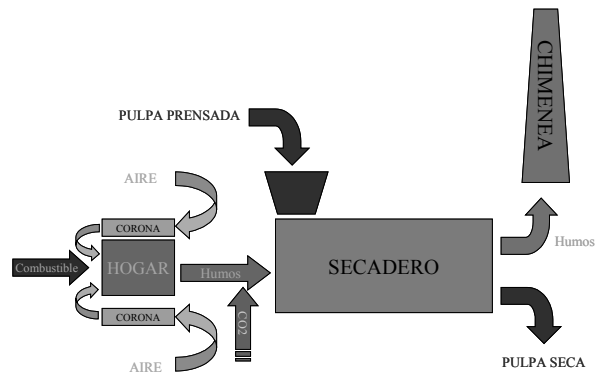 CHIMENEA
PULPA PRENSADA
AIRE
CORONA
Combustible
HOGAR
Humos
SECADERO
Humos
CO2
CORONA
AIRE
PULPA SECA